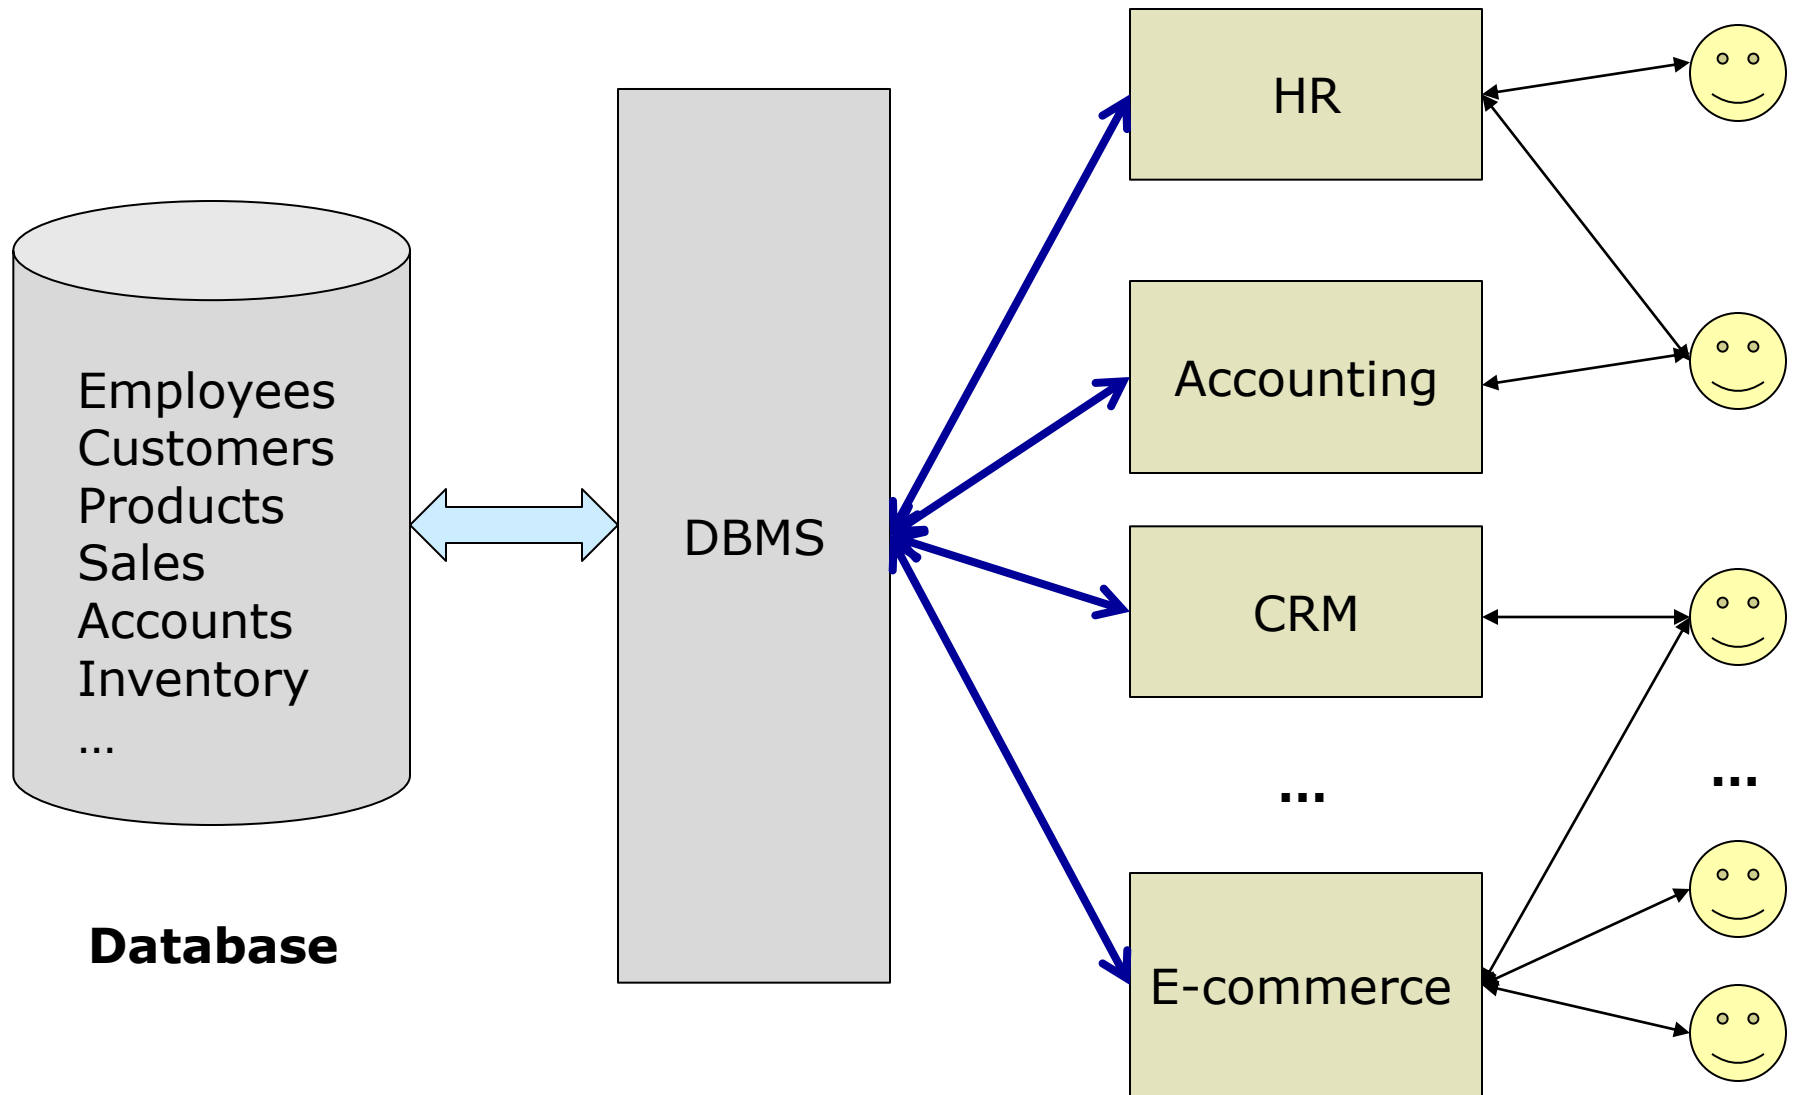 Employees
Customers
Products
Sales
Accounts
Inventory
...
Database
DBMS
HR
Accounting
CRM
...
E-commerce
...